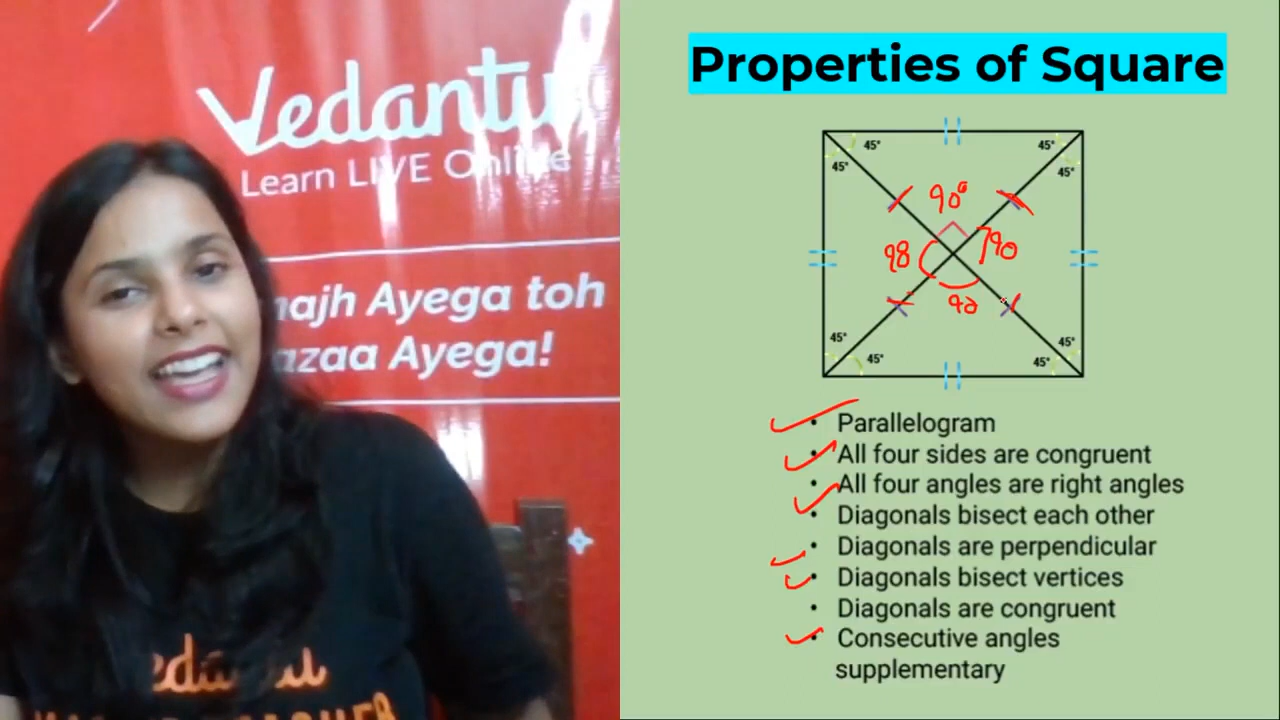 Vedantu
Learn LIVE Online
majh Ayega toh
azaa Ayega!
Properties of Square
45°
45°
45°
45°
90°
98
90
90
45°
45°
45°
45°
• Parallelogram
• All four sides are congruent
• All four angles are right angles
• Diagonals bisect each other
• Diagonals are perpendicular
• Diagonals bisect vertices
• Diagonals are congruent
• Consecutive angles
supplementary